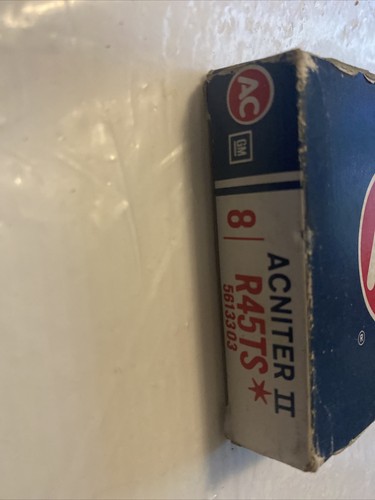 AC
GM
8
ACNITER II
R45TS*
5613303